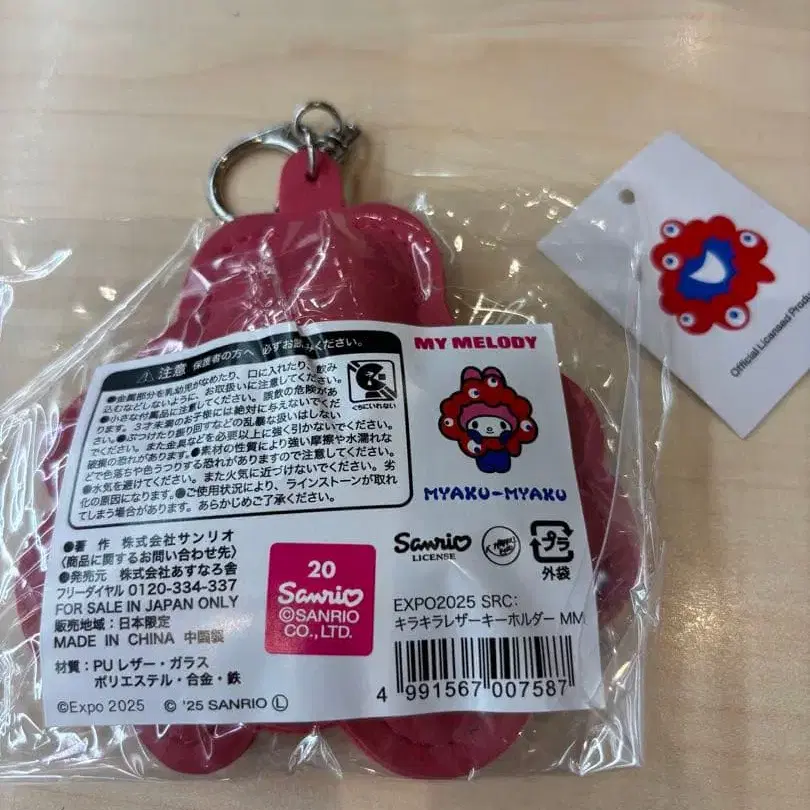 Official Licensed Produ
⚠注意 保護者の方へ 必ずお読みください。
●金属部分を乳幼児がなめたり、口に入れたり、飲み
込むなどしないように、お取扱いに注意してください。
●小さな付属品に注意してください。誤飲の危険があ
ります。3才未満のお子様には絶対に与えないでくだ
さい。●ぶつけたり振り回すなどの乱暴な扱いはしない
でください。また金具などを必要以上に強く引かないでください。
破損の恐れがあります。●素材の性質により強い摩擦や水濡れな
どで色落ちや色うつりする恐れがありますので注意してください。
●水気を避けてください。また火気に近づけないでください。劣
化の原因になります。●ご使用状況により、ラインストーンが取れ
てしまう場合があります。あらかじめご了承ください。
くちにいれない
MY MELODY
MYAKU-MYAKU
●著 作 株式会社サンリオ
〈商品に関するお問い合わせ先〉
●発売元 株式会社あすなろ舎
フリーダイヤル 0120-334-337
FOR SALE IN JAPAN ONLY
販売地域:日本限定
MADE IN CHINA 中国製
材質:PUレザー・ガラス
ポリエステル・合金・鉄
©Expo 2025 © '25 SANRIO Ⓛ
20
Sanrio
©SANRIO
CO., LTD.
Sanrio
LICENSE
プラ
外袋
EXPO2025 SRC:
キラキラレザーキーホルダー MM
4 991567 007587